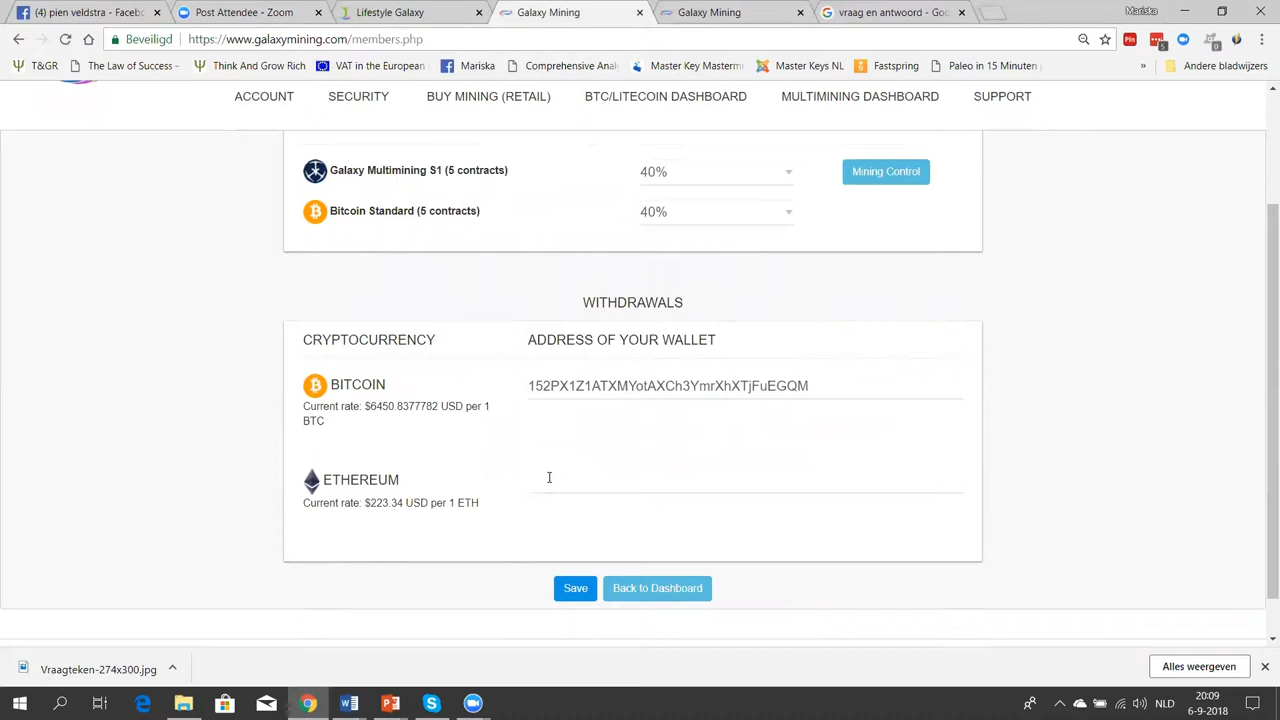 (4) pien veldstra - Faceb
Post Attendee - Zoom
Lifestyle Galaxy
Galaxy Mining
Galaxy Mining
vraag en antwoord - Goo
Mariska
Beveiligd
https://www.galaxymining.com/members.php
Pin
5
0
T&GR
The Law of Success –
Think And Grow Rich
VAT in the European
Mariska
Comprehensive Anal
Master Key Masterm
Master Keys NL
Fastspring
Paleo in 15 Minuten
»
Andere bladwijzers
ACCOUNT
SECURITY
BUY MINING (RETAIL)
BTC/LITECOIN DASHBOARD
MULTIMINING DASHBOARD
SUPPORT
Galaxy Multimining S1 (5 contracts)
40%
Mining Control
Bitcoin Standard (5 contracts)
40%
WITHDRAWALS
CRYPTOCURRENCY
ADDRESS OF YOUR WALLET
BITCOIN
152PX1Z1ATXMYotAXCh3YmrXhXTjFuEGQM
Current rate: $6450.8377782 USD per 1
BTC
ETHEREUM
Current rate: $223.34 USD per 1 ETH
Save
Back to Dashboard
Vraagteken-274x300.jpg
Alles weergeven
NLD
20:09
6-9-2018